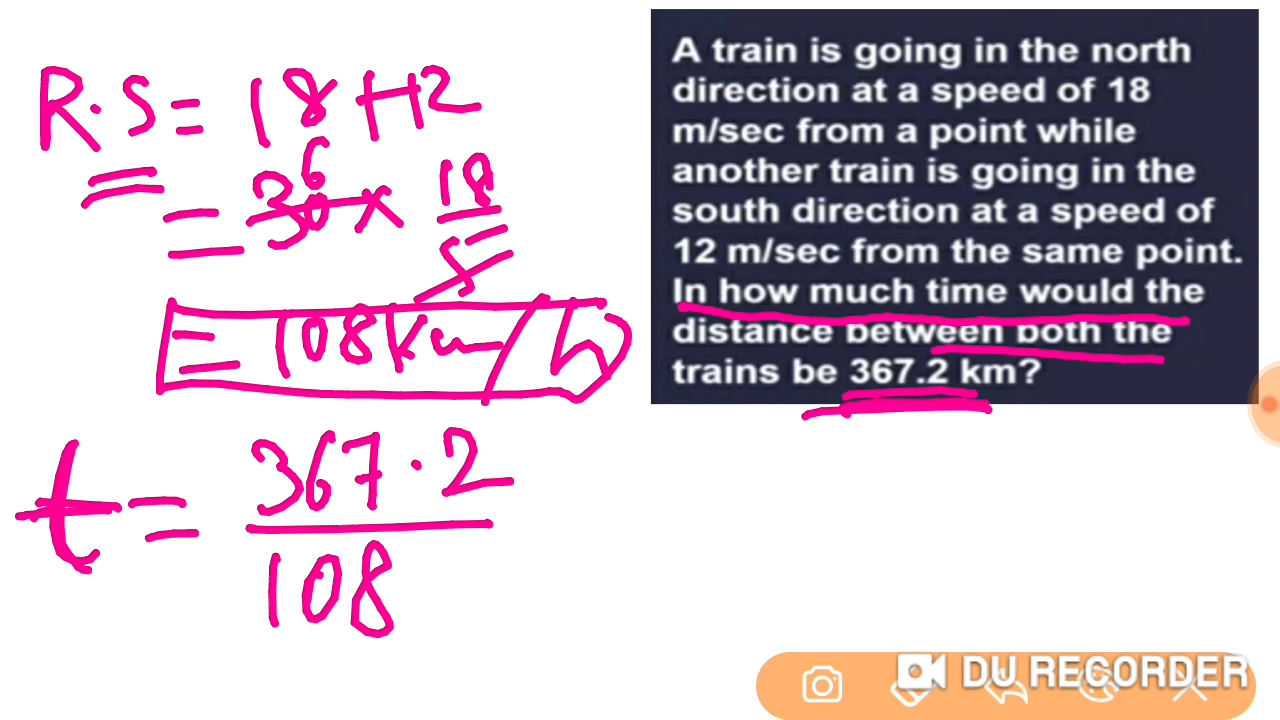 R.S = 18+12
6
= 30 × 18
5
= 108 Km/h
t = 367.2
108
A train is going in the north
direction at a speed of 18
m/sec from a point while
another train is going in the
south direction at a speed of
12 m/sec from the same point.
In how much time would the
distance between both the
trains be 367.2 km?
DU RECORDER